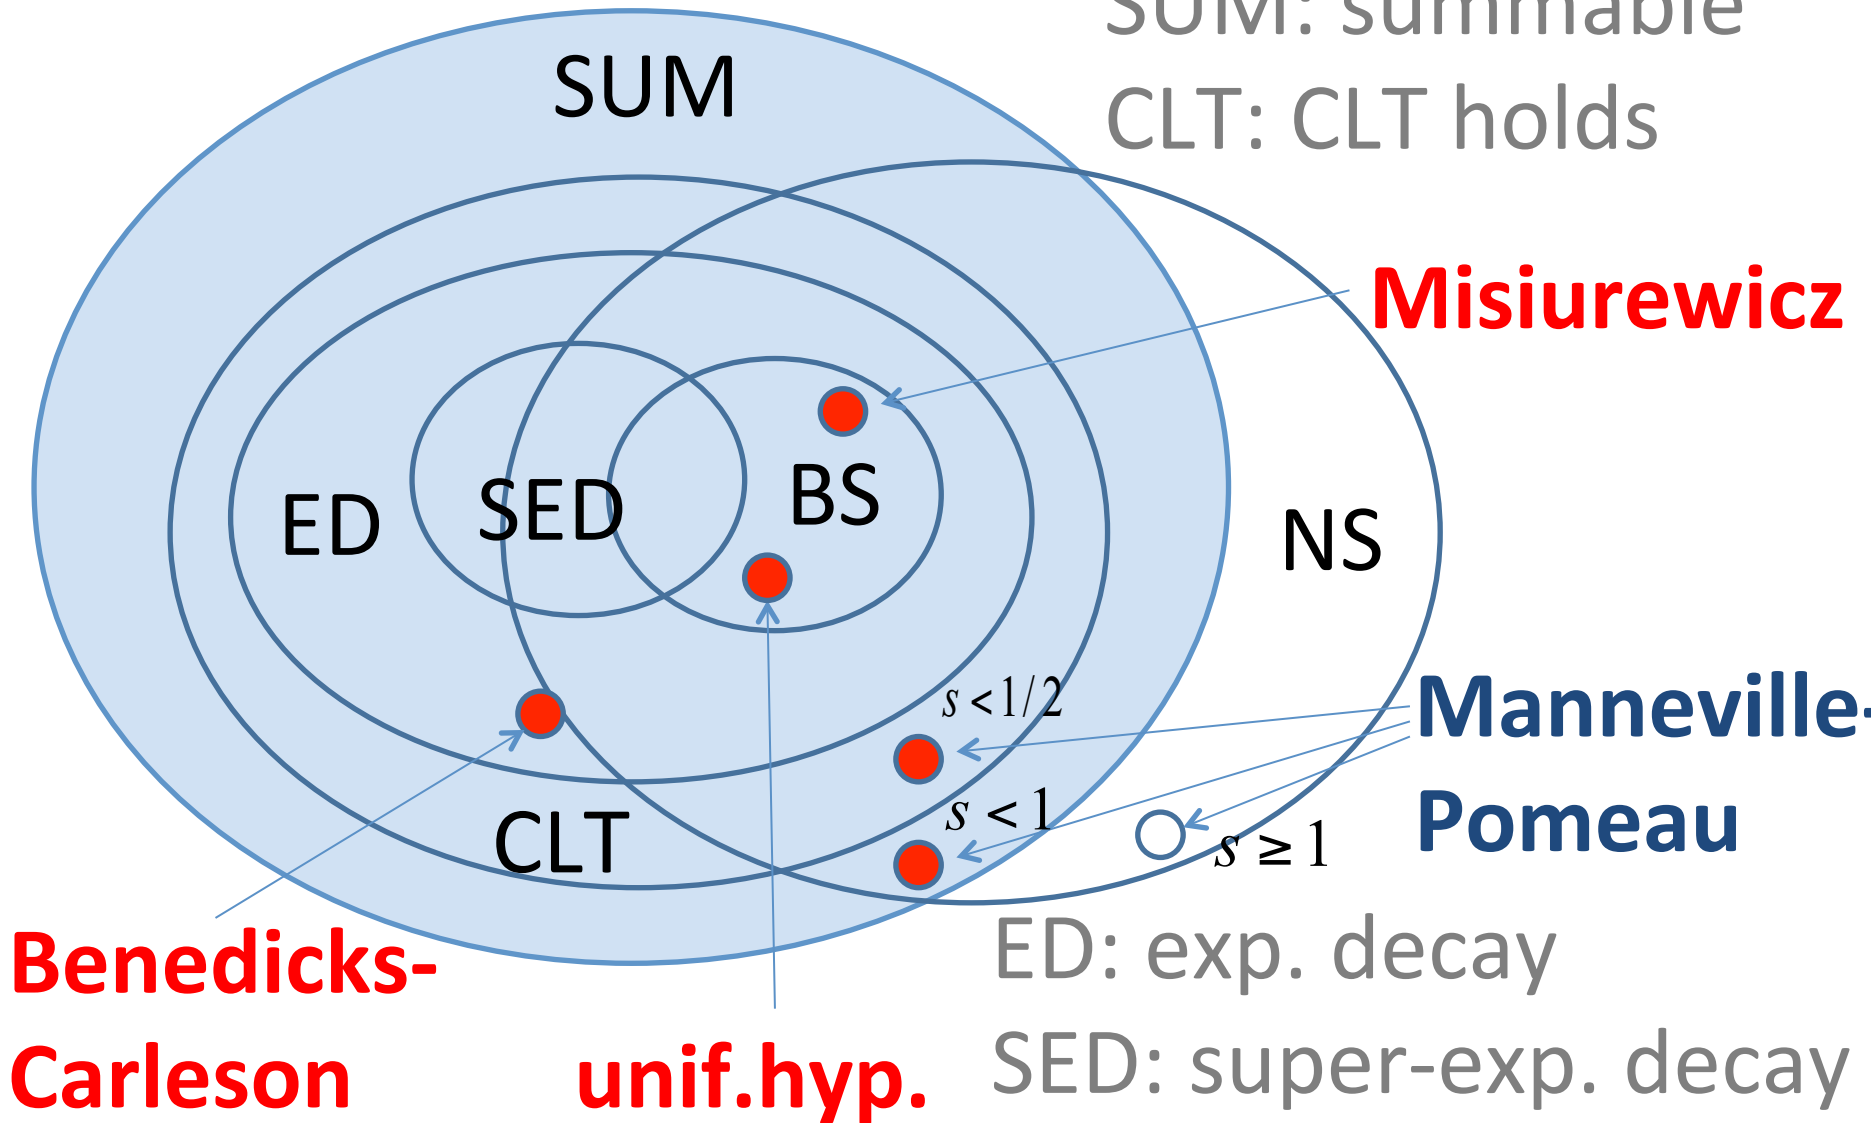 SUM: summable
SUM
CLT: CLT holds
Misiurewicz
ED
SED
BS
NS
s < 1/2
Manneville-
Pomeau
s < 1
s ≥ 1
CLT
Benedicks-
Carleson
unif.hyp.
ED: exp. decay
SED: super-exp. decay